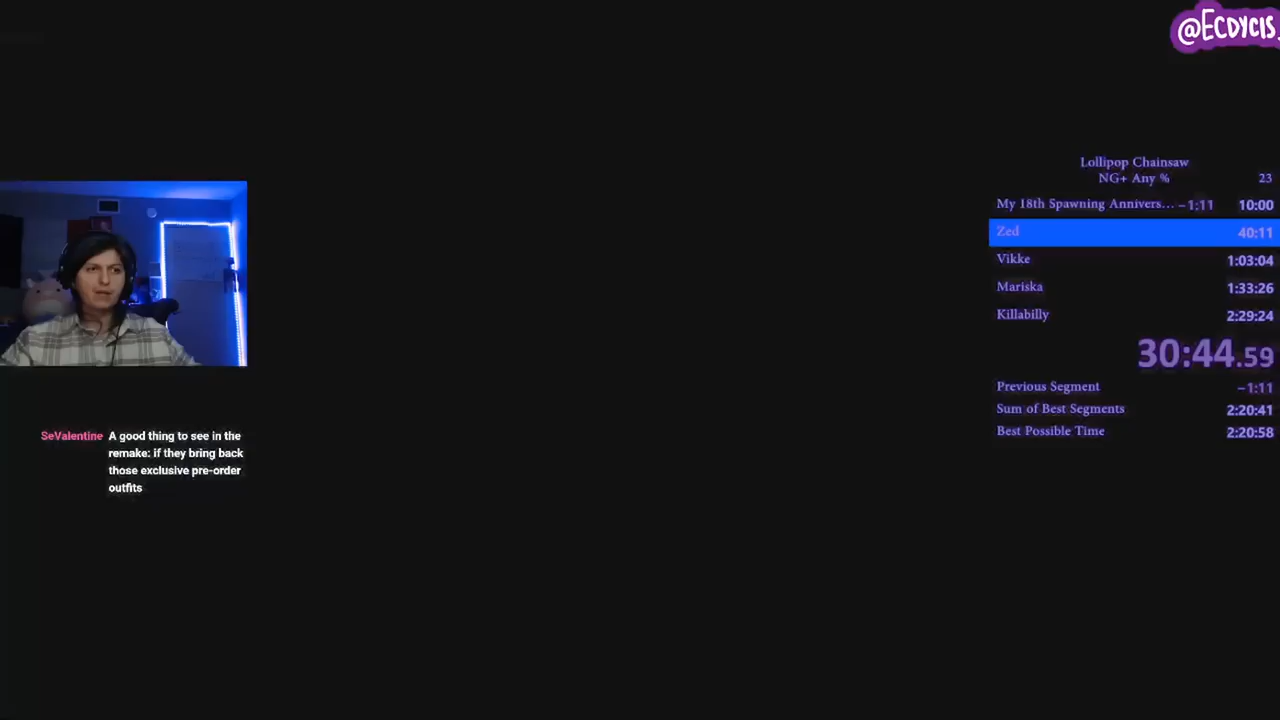 @ECDYCIS_
Lollipop Chainsaw
NG+ Any % 23
My 18th Spawning Annivers... −1:11 10:00
Zed 40:11
Vikke 1:03:04
Mariska 1:33:26
Killabilly 2:29:24
30:44.59
Previous Segment −1:11
Sum of Best Segments 2:20:41
Best Possible Time 2:20:58
SeValentine A good thing to see in the
remake: if they bring back
those exclusive pre-order
outfits